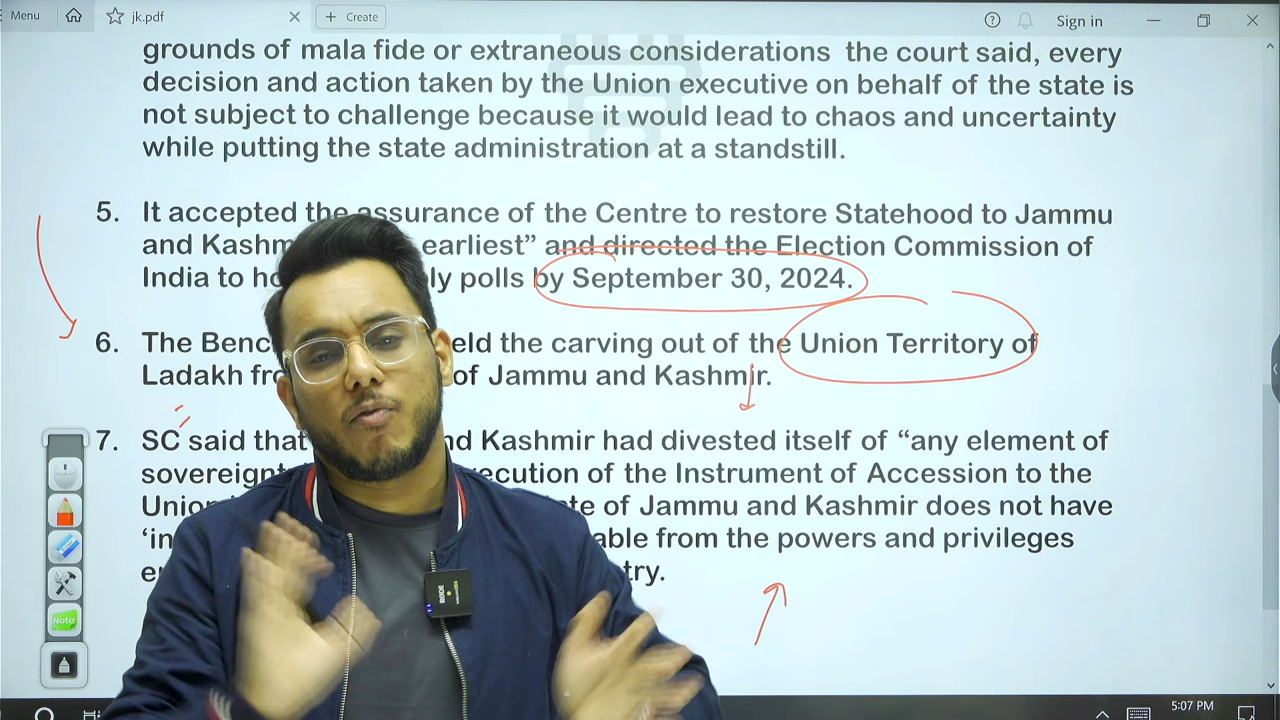 Menu
jk.pdf
Create
Sign in
grounds of mala fide or extraneous considerations the court said, every
decision and action taken by the Union executive on behalf of the state is
not subject to challenge because it would lead to chaos and uncertainty
while putting the state administration at a standstill.
5. It accepted the assurance of the Centre to restore Statehood to Jammu
and Kashm earliest” and directed the Election Commission of
India to ho ly polls by September 30, 2024.
6. The Benc eld the carving out of the Union Territory of
Ladakh fro of Jammu and Kashmir.
7. SC said that nd Kashmir had divested itself of “any element of
sovereignt ecution of the Instrument of Accession to the
Union te of Jammu and Kashmir does not have
‘in able from the powers and privileges
e try.
Note
RØDE
5:07 PM